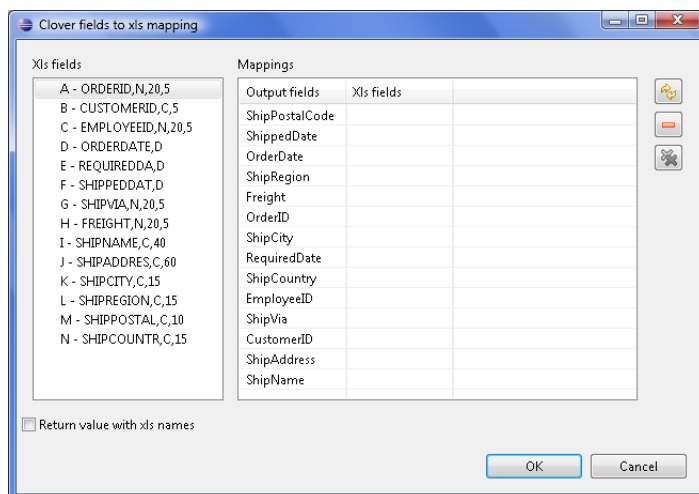 Clover fields to xls mapping
Xls fields
A - ORDERID,N,20,5
B - CUSTOMERID,C,5
C - EMPLOYEEID,N,20,5
D - ORDERDATE,D
E - REQUIREDDA,D
F - SHIPPEDDAT,D
G - SHIPVIA,N,20,5
H - FREIGHT,N,20,5
I - SHIPNAME,C,40
J - SHIPADDRES,C,60
K - SHIPCITY,C,15
L - SHIPREGION,C,15
M - SHIPPOSTAL,C,10
N - SHIPCOUNTR,C,15
Mappings
Output fields Xls fields
ShipPostalCode
ShippedDate
OrderDate
ShipRegion
Freight
OrderID
ShipCity
RequiredDate
ShipCountry
EmployeeID
ShipVia
CustomerID
ShipAddress
ShipName
Return value with xls names
OK Cancel